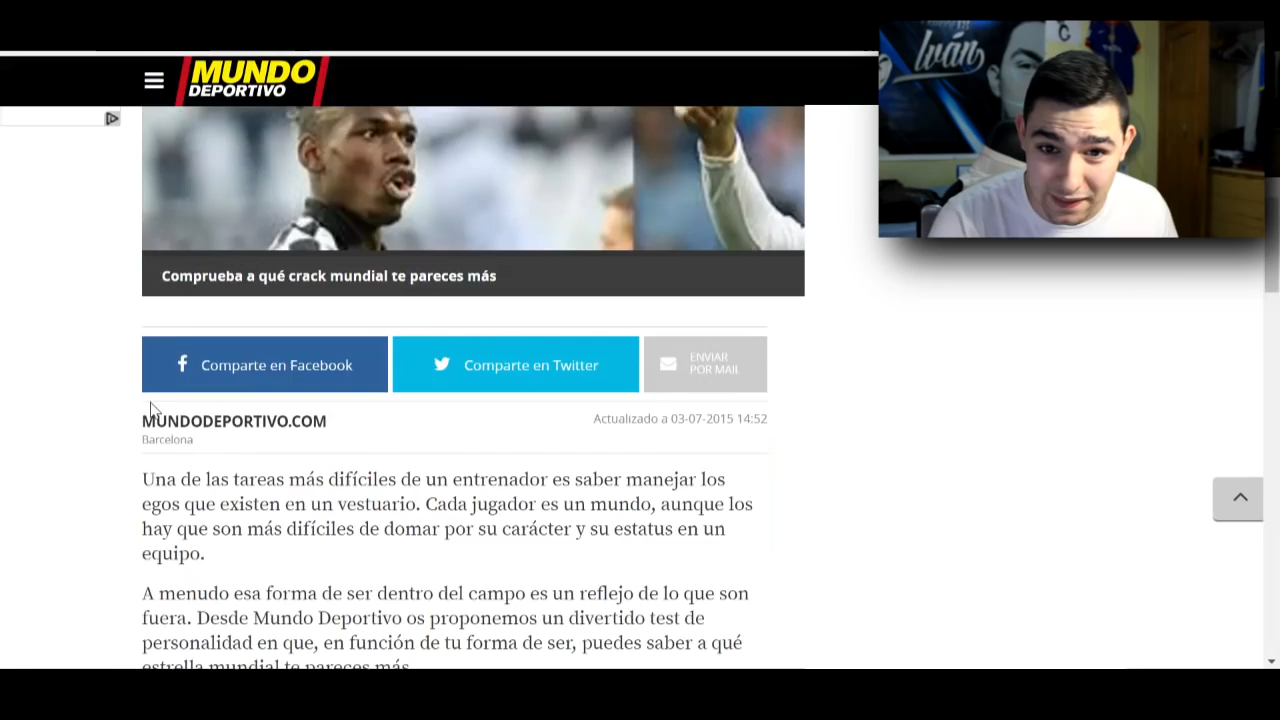 MUNDO
DEPORTIVO
Iván
Comprueba a qué crack mundial te pareces más
Comparte en Facebook
Comparte en Twitter
ENVIAR
POR MAIL
MUNDODEPORTIVO.COM
Actualizado a 03-07-2015 14:52
Barcelona
Una de las tareas más difíciles de un entrenador es saber manejar los
egos que existen en un vestuario. Cada jugador es un mundo, aunque los
hay que son más difíciles de domar por su carácter y su estatus en un
equipo.
A menudo esa forma de ser dentro del campo es un reflejo de lo que son
fuera. Desde Mundo Deportivo os proponemos un divertido test de
personalidad en que, en función de tu forma de ser, puedes saber a qué
estrella mundial te pareces más.